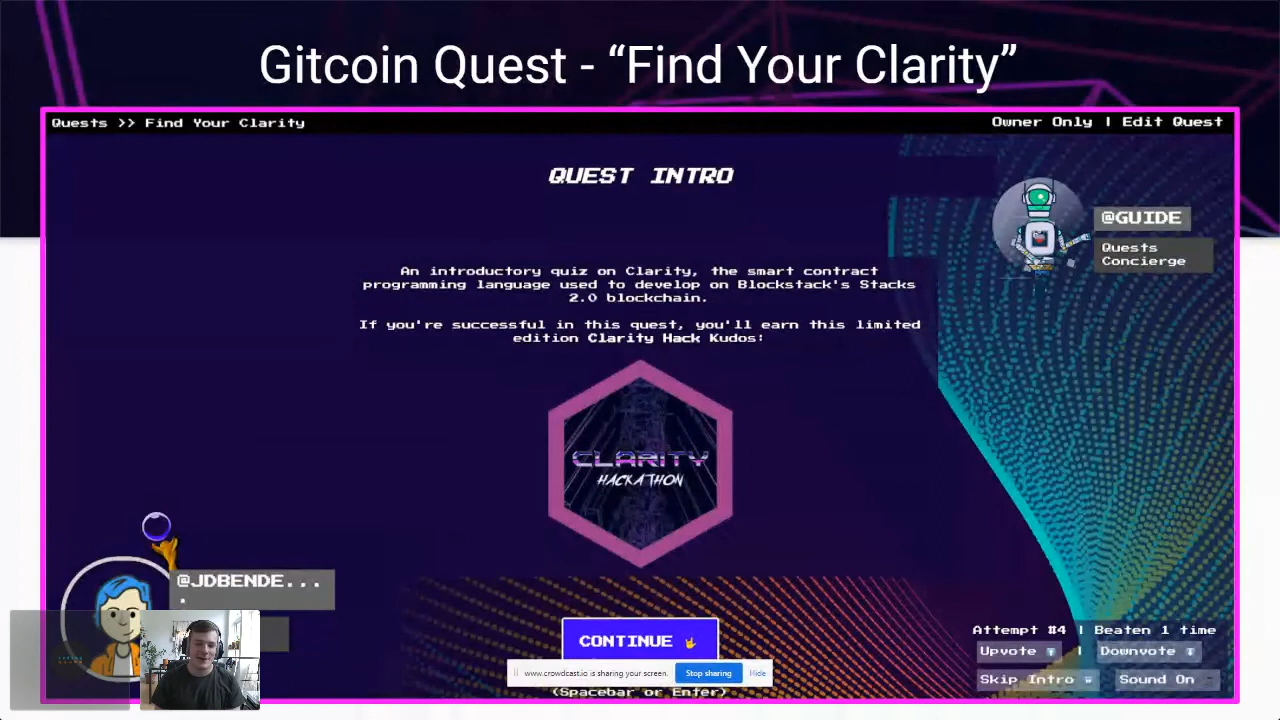 Gitcoin Quest - “Find Your Clarity”
Quests >> Find Your Clarity
Owner Only | Edit Quest
QUEST INTRO
@GUIDE
Quests
Concierge
An introductory quiz on Clarity, the smart contract
programming language used to develop on Blockstack's Stacks
2.0 blockchain.
If you're successful in this quest, you'll earn this limited
edition Clarity Hack Kudos:
CLARITY
HACKATHON
@JDBENDE...
CONTINUE
www.crowdcast.io is sharing your screen.
Stop sharing
Hide
(Spacebar or Enter)
Attempt #4 | Beaten 1 time
Upvote | Downvote
Skip Intro
Sound On